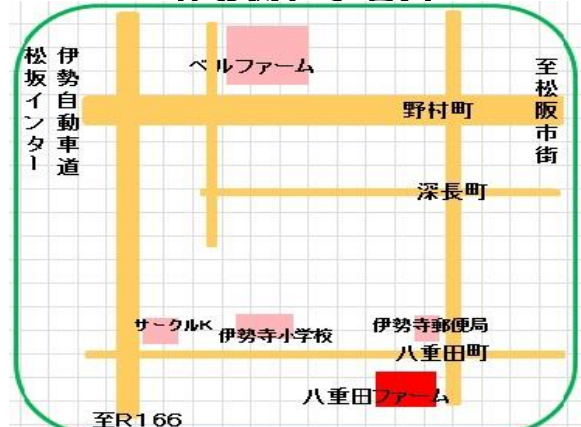 伊勢自動車道
松坂インター
ベルファーム
至松阪市街
野村町
深長町
サークルK
伊勢寺小学校
伊勢寺郵便局
八重田町
八重田ファーム
至R166